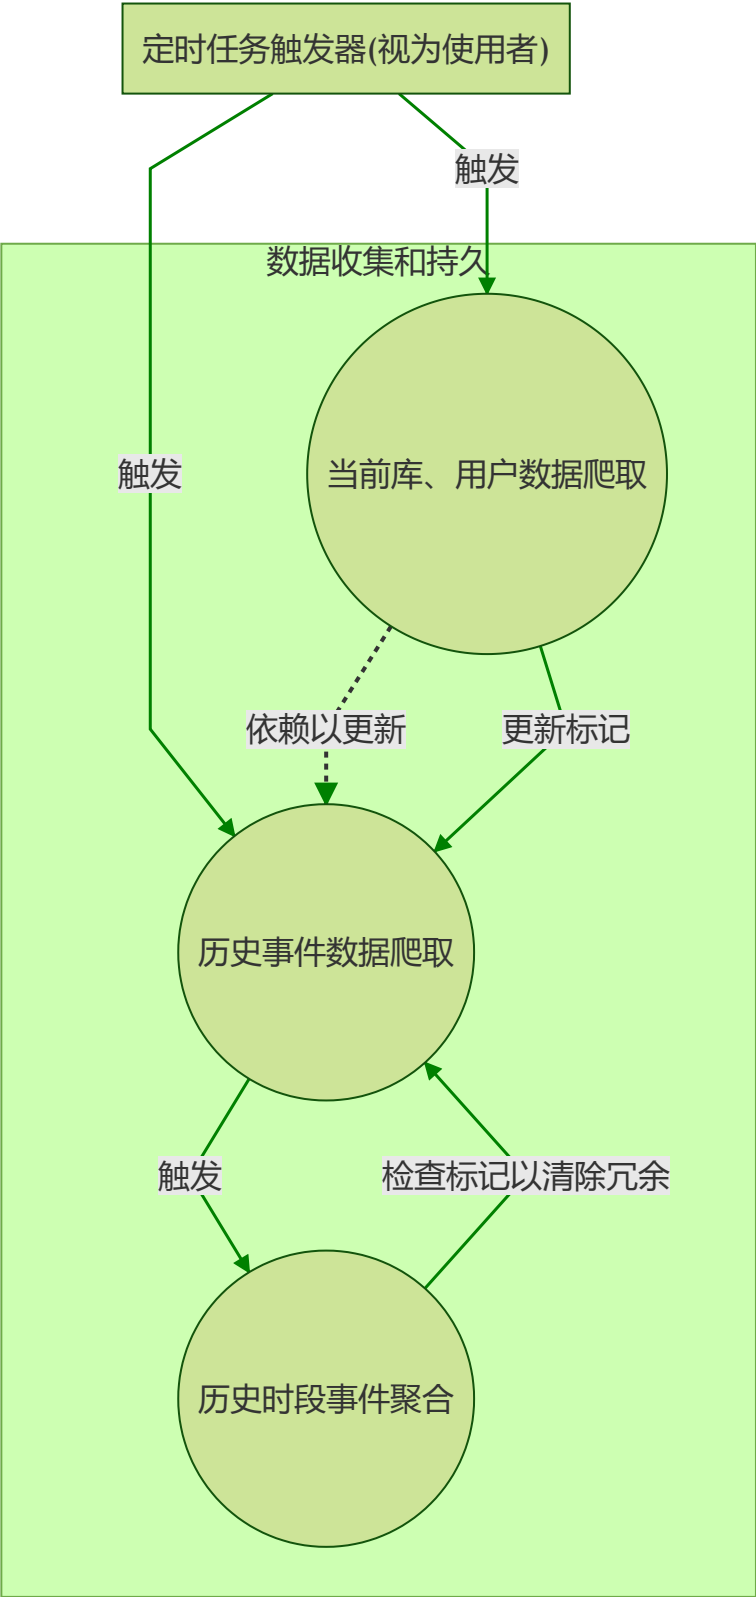 定时任务触发器(视为使用者)
触发
数据收集和持久
触发
当前库、用户数据爬取
依赖以更新
更新标记
历史事件数据爬取
触发
检查标记以清除冗余
历史时段事件聚合